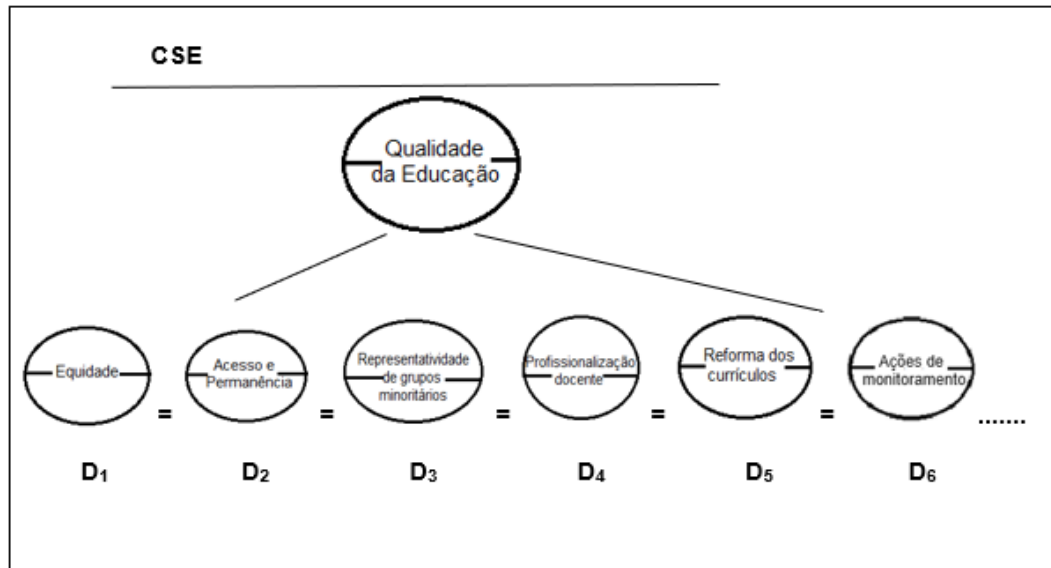 CSE
Qualidade
da Educação
Equidade
Acesso e
Permanência
Representatividade
de grupos
minoritários
Profissionalização
docente
Reforma dos
currículos
Ações de
monitoramento
= = = = = .......
D₁ D₂ D₃ D₄ D₅ D₆